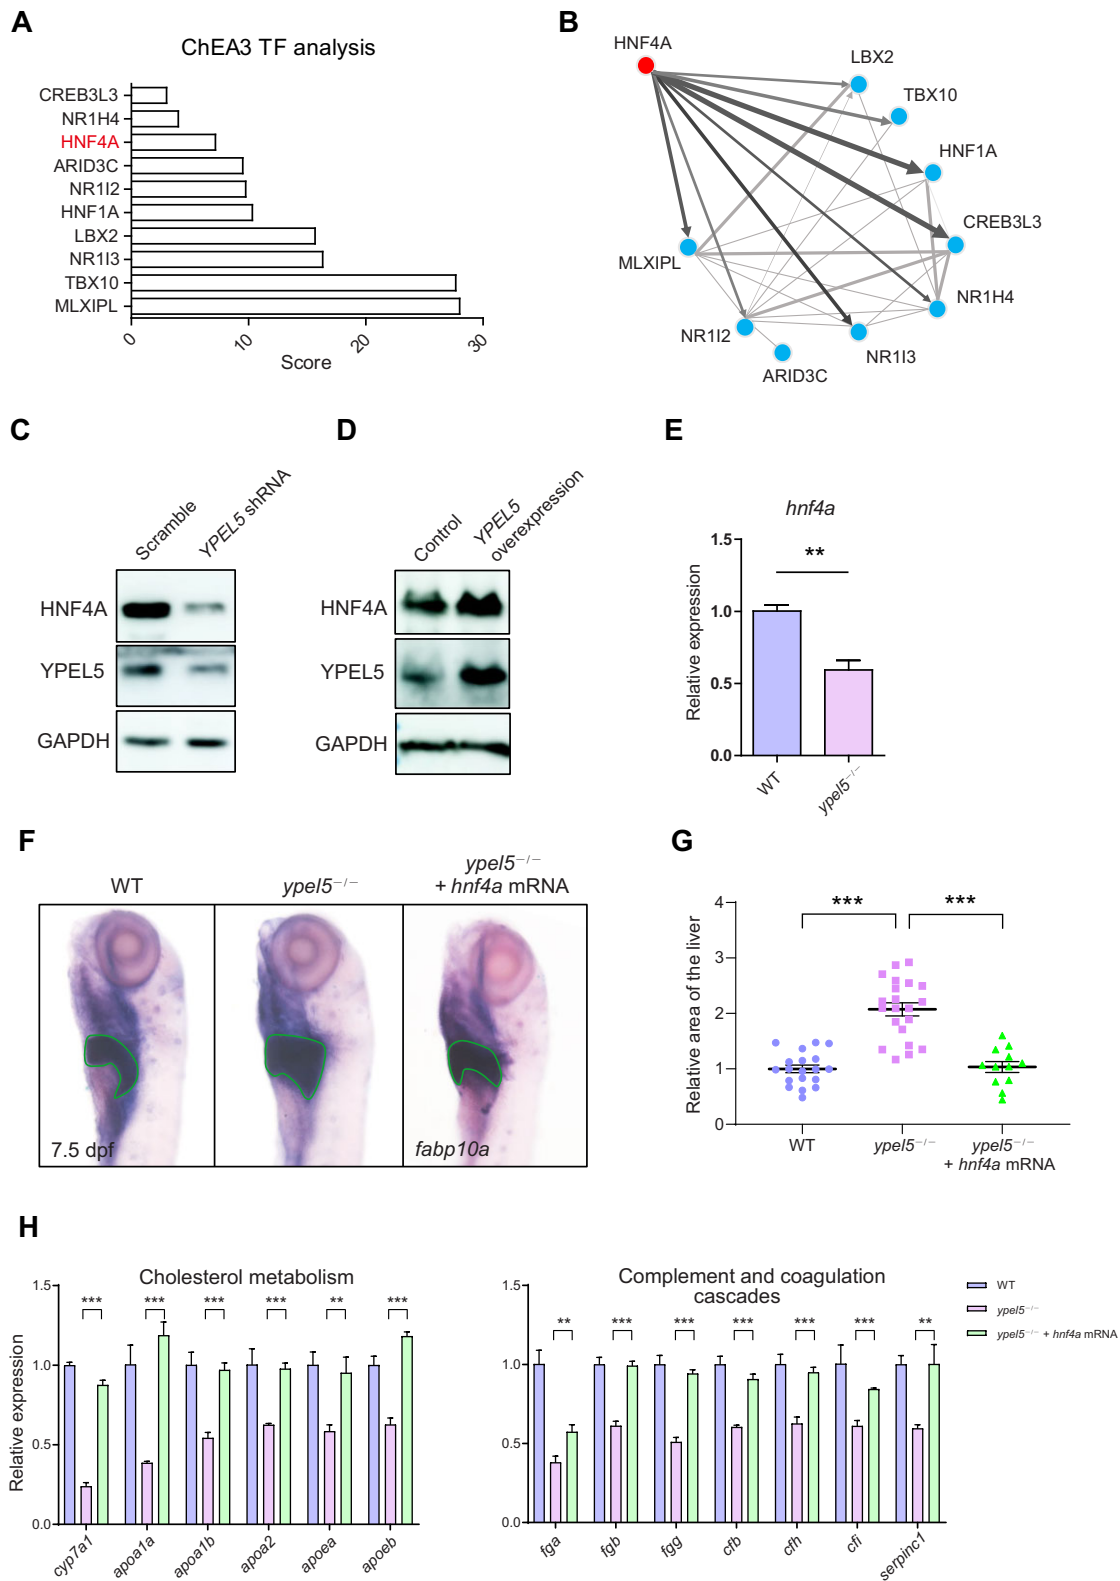 A
ChEA3 TF analysis
CREB3L3
NR1H4
HNF4A
ARID3C
NR1I2
HNF1A
LBX2
NR1I3
TBX10
MLXIPL
0
10
20
30
Score
B
HNF4A
LBX2
TBX10
HNF1A
CREB3L3
MLXIPL
NR1H4
NR1I2
NR1I3
ARID3C
C
Scramble
YPEL5 shRNA
HNF4A
YPEL5
GAPDH
D
Control
YPEL5
overexpression
HNF4A
YPEL5
GAPDH
E
hnf4a
1.5
**
1.0
0.5
0.0
Relative expression
WT
ypel5−/−
F
WT
ypel5−/−
ypel5−/−
+ hnf4a mRNA
7.5 dpf
fabp10a
G
Relative area of the liver
4
3
2
1
0
***
***
WT
ypel5−/−
ypel5−/−
+ hnf4a mRNA
H
Cholesterol metabolism
Relative expression
1.5
1.0
0.5
0.0
***
***
***
***
**
***
cyp7a1
apoa1a
apoa1b
apoa2
apoea
apoeb
Complement and coagulation
cascades
1.5
1.0
0.5
0.0
**
***
***
***
***
***
**
fga
fgb
fgg
cfb
cfh
cfi
serpinc1
WT
ypel5−/−
ypel5−/− + hnf4a mRNA